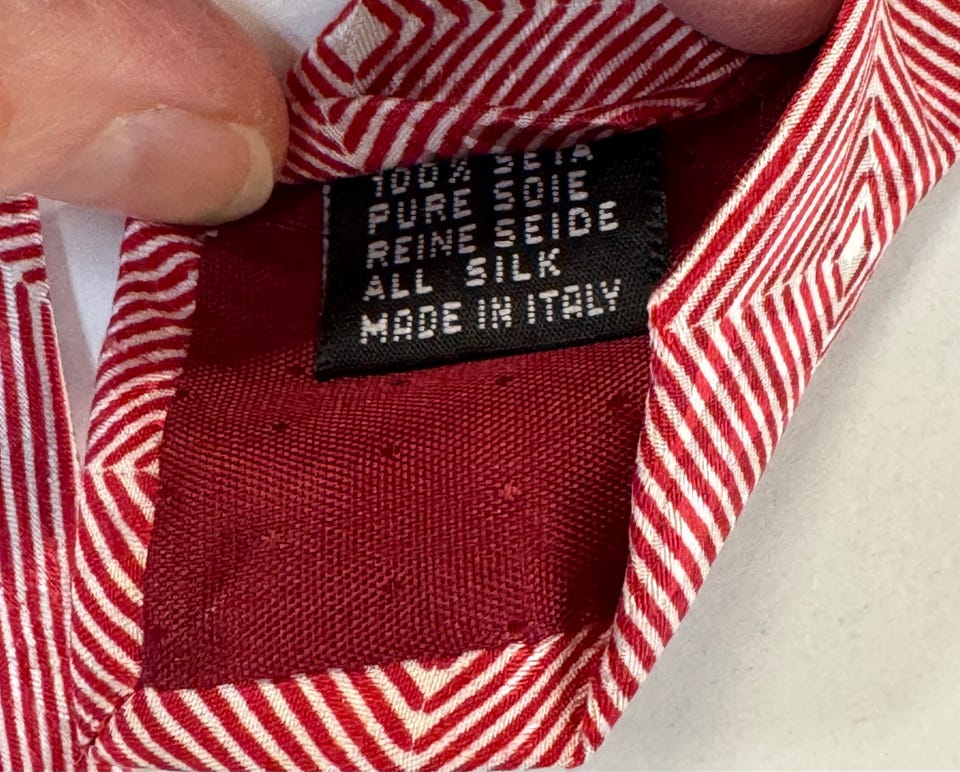 100% SETA
PURE SOIE
REINE SEIDE
ALL SILK
MADE IN ITALY